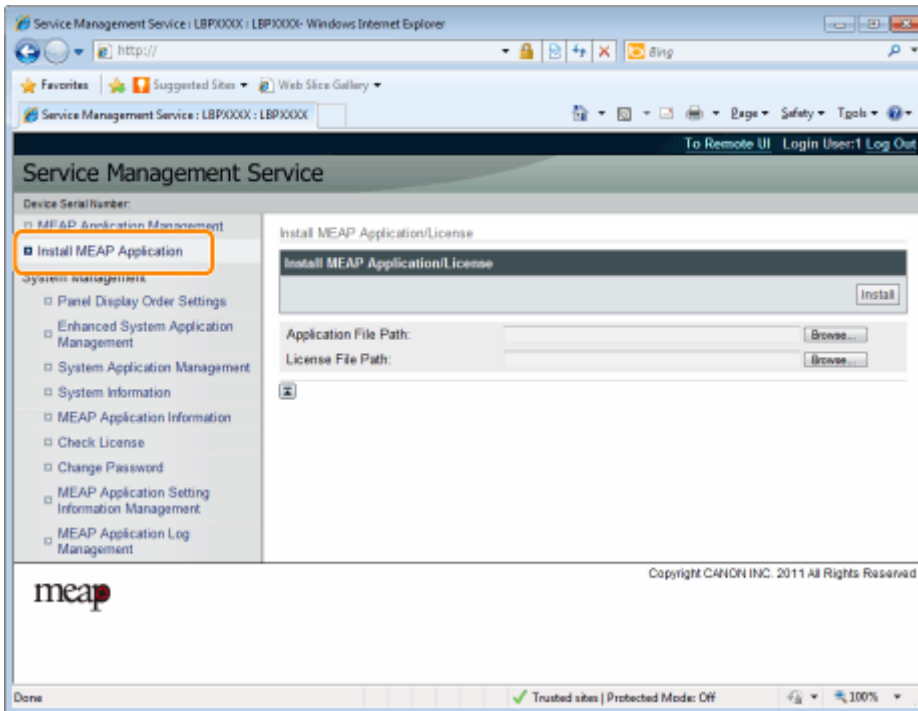 Service Management Service : LBPXXXX : LBPXXXX- Windows Internet Explorer
http://
Bing
Favorites Suggested Sites Web Slice Gallery
Service Management Service : LBPXXXX : LBPXXXX
Page Safety Tools
To Remote UI Login User:1 Log Out
Service Management Service
Device Serial Number:
MEAP Application Management
Install MEAP Application
System Management
Panel Display Order Settings
Enhanced System Application
Management
System Application Management
System Information
MEAP Application Information
Check License
Change Password
MEAP Application Setting
Information Management
MEAP Application Log
Management
Install MEAP Application/License
Install MEAP Application/License
Install
Application File Path: Browse...
License File Path: Browse...
Copyright CANON INC. 2011 All Rights Reserved
meap
Done Trusted sites | Protected Mode: Off 100%